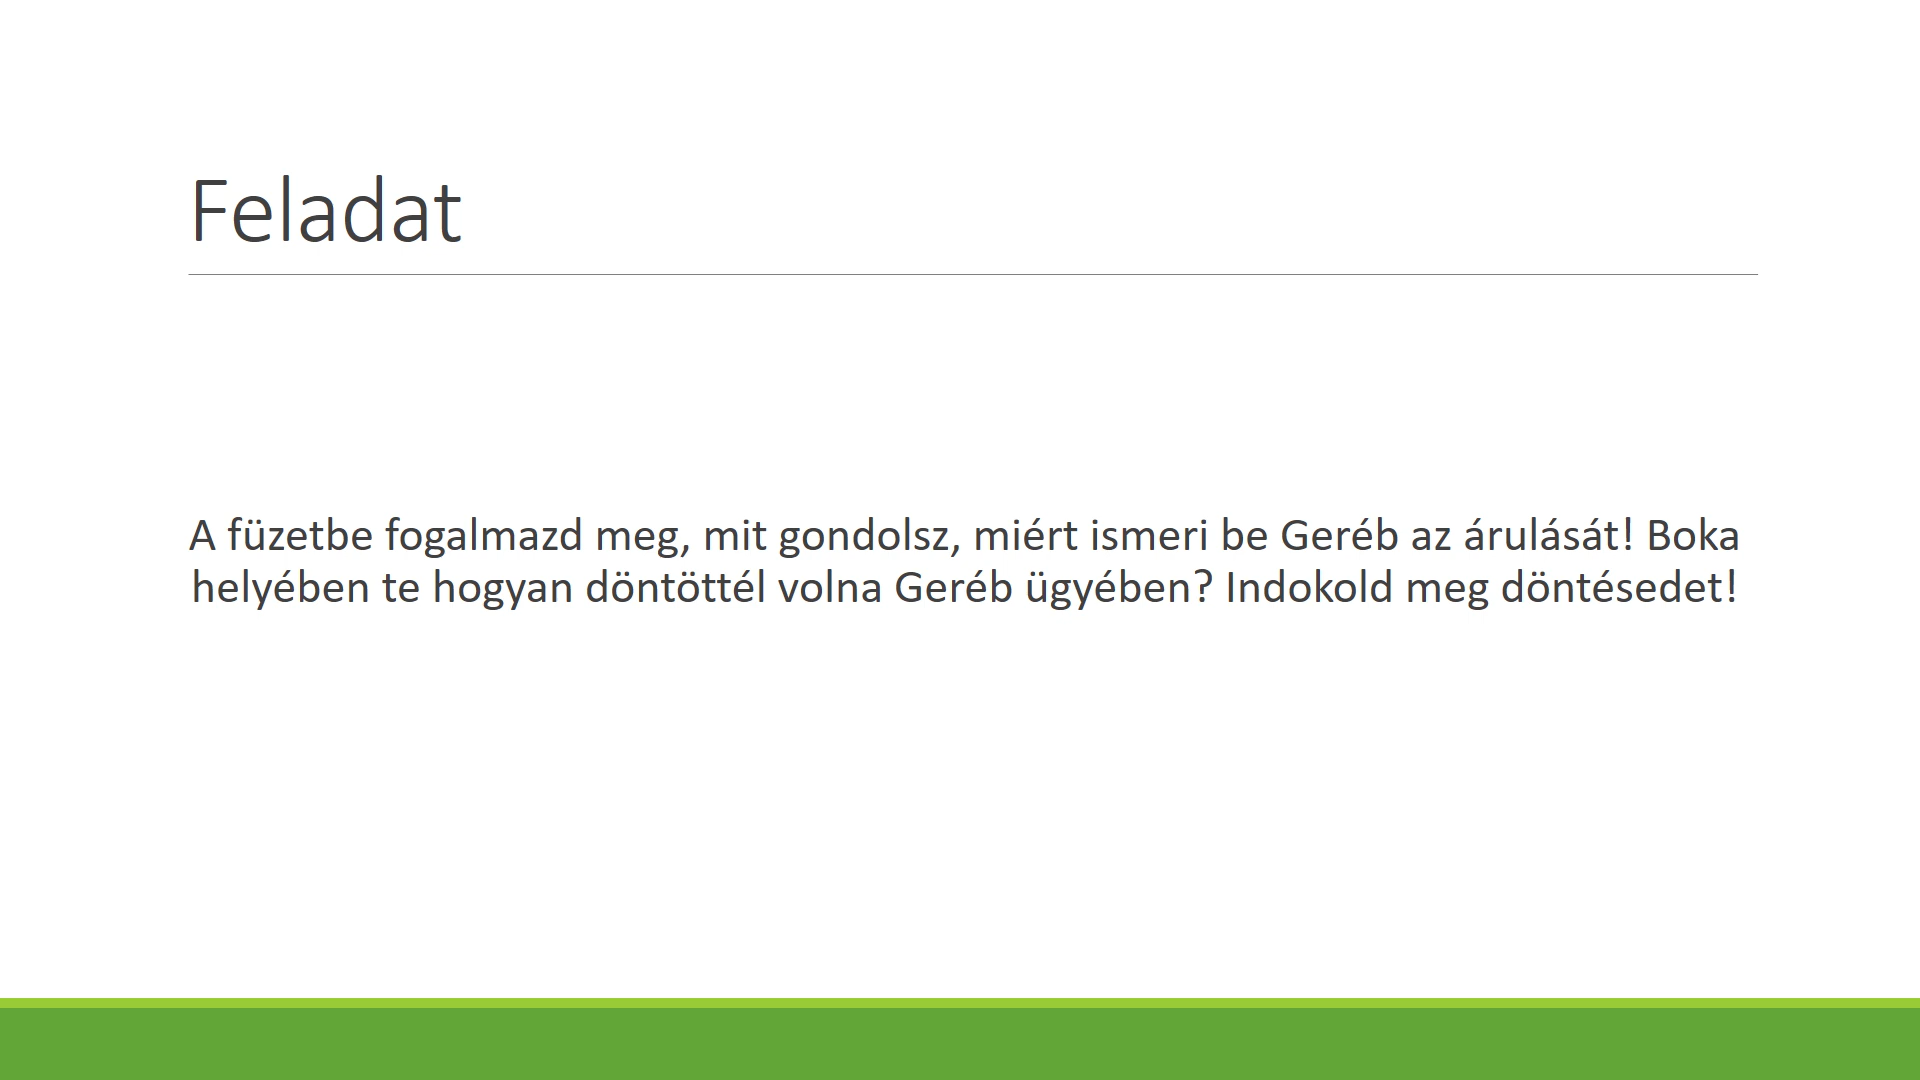 Feladat
A füzetbe fogalmazd meg, mit gondolsz, miért ismeri be Geréb az árulását! Boka
helyében te hogyan döntöttél volna Geréb ügyében? Indokold meg döntésedet!